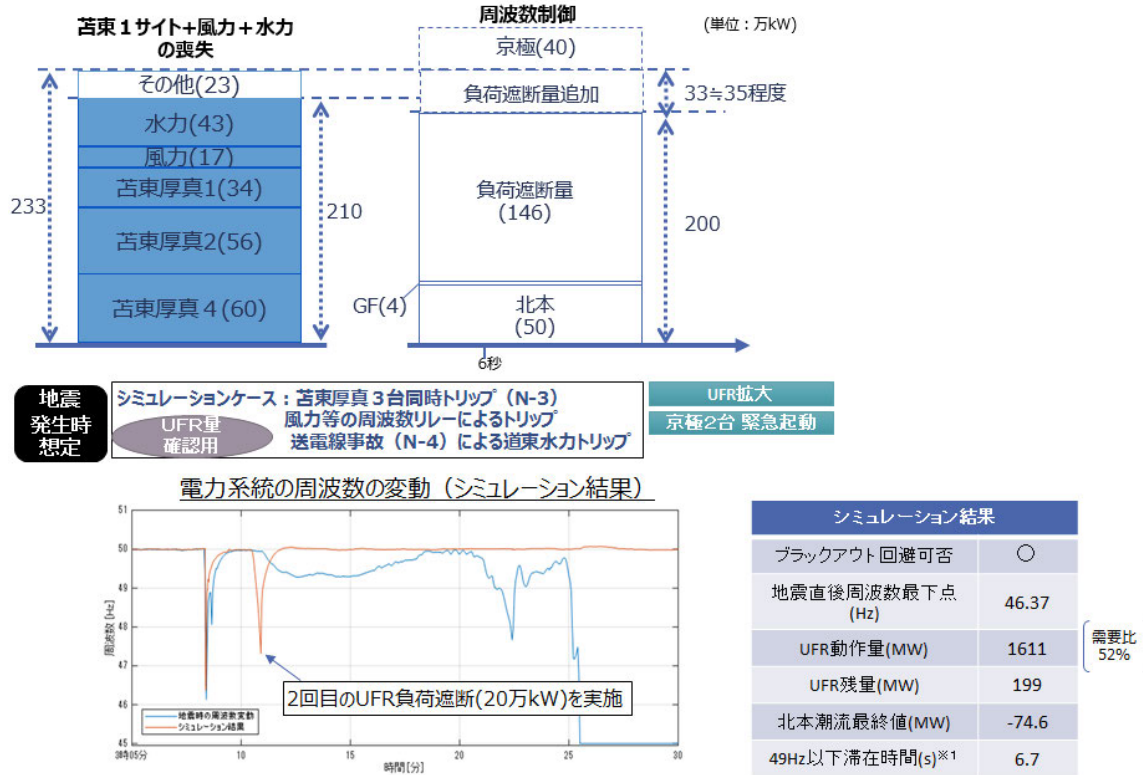 苫東1サイト+風力+水力
の喪失
周波数制御
(単位:万kW)
京極(40)
その他(23)
負荷遮断量追加
33≒35程度
水力(43)
風力(17)
苫東厚真1(34)
苫東厚真2(56)
苫東厚真4(60)
233
210
負荷遮断量
(146)
200
GF(4)
北本
(50)
6秒
地震
発生時
想定
シミュレーションケース:苫東厚真3台同時トリップ(N-3)
風力等の周波数リレーによるトリップ
送電線事故(N-4)による道東水力トリップ
UFR量
確認用
UFR拡大
京極2台 緊急起動
電力系統の周波数の変動(シミュレーション結果)
51
50
49
48
47
46
45
周波数[Hz]
2回目のUFR負荷遮断(20万kW)を実施
地震時の周波数変動
シミュレーション結果
3時05分
10
15
20
25
30
時間[分]
シミュレーション結果
ブラックアウト回避可否 ○
地震直後周波数最下点
(Hz) 46.37
UFR動作量(MW) 1611
需要比
52%
UFR残量(MW) 199
北本潮流最終値(MW) -74.6
49Hz以下滞在時間(s)※1 6.7